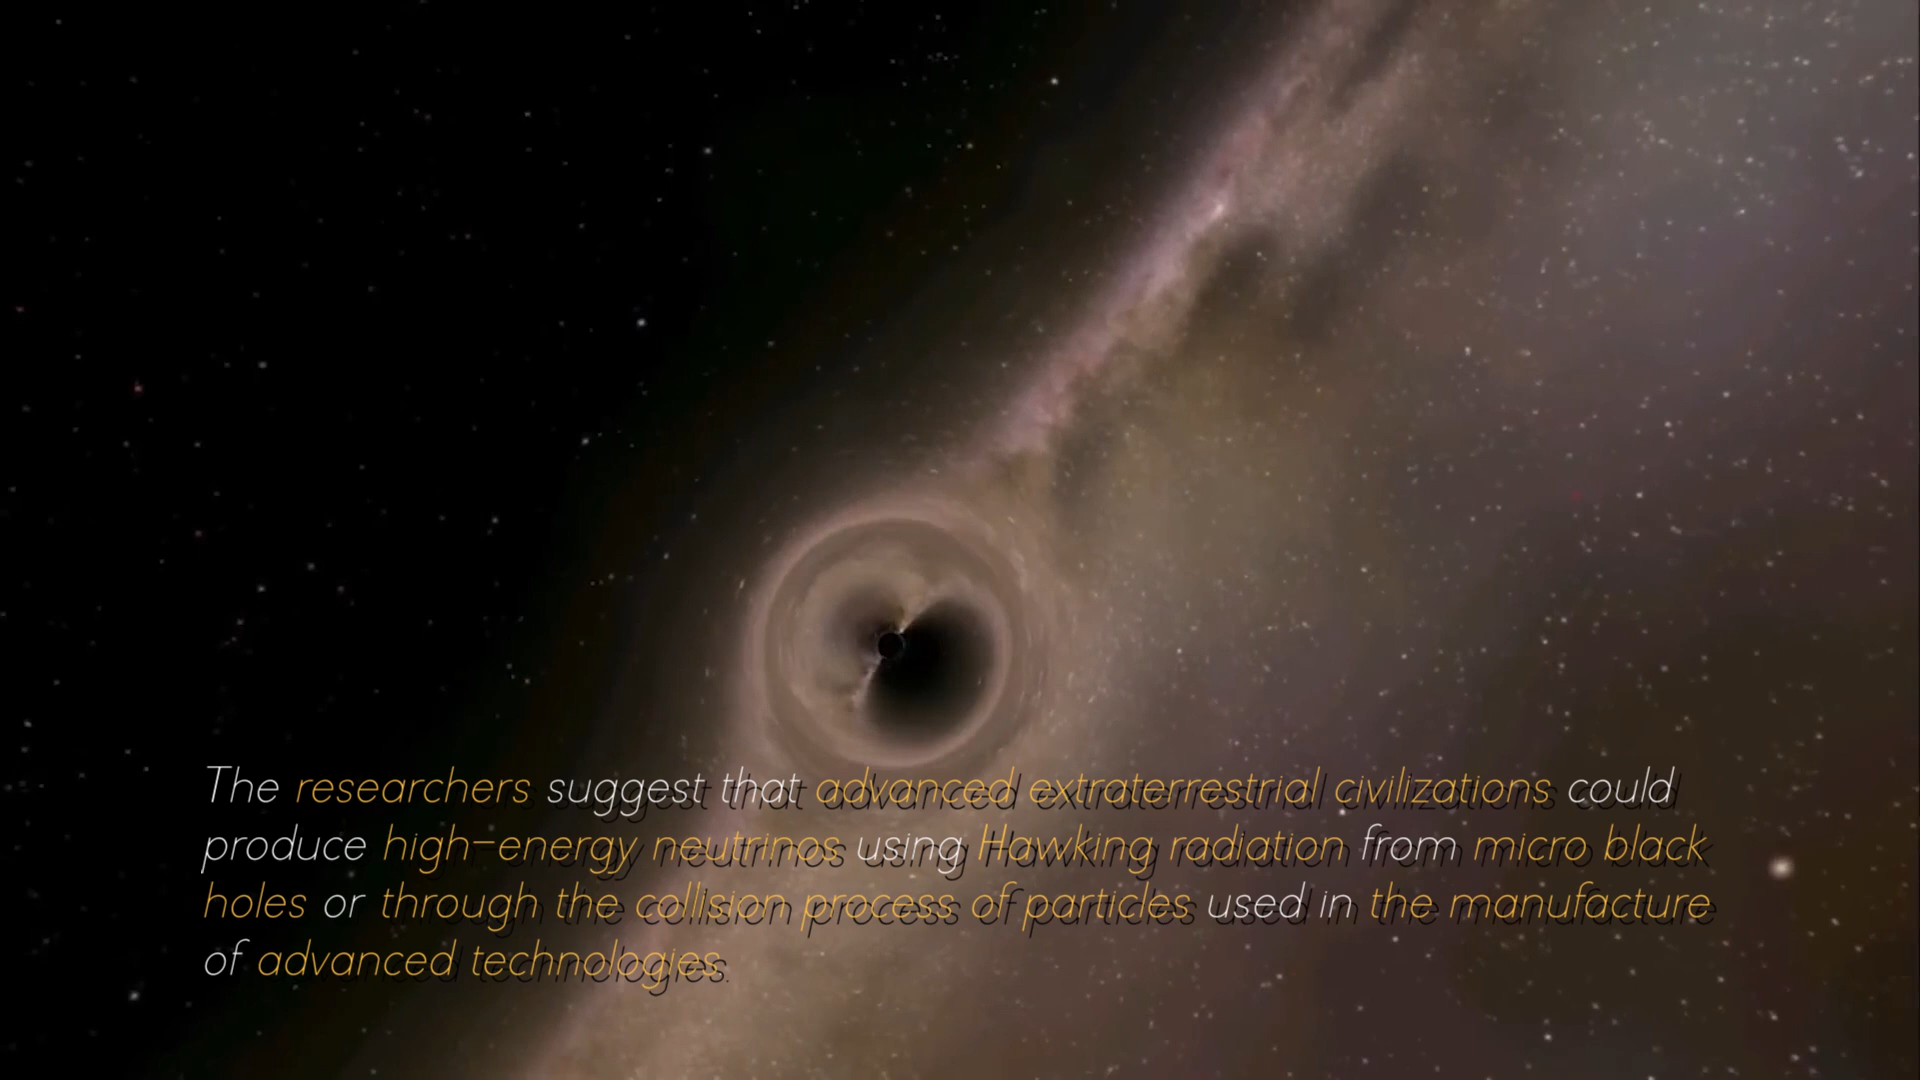 The researchers suggest that advanced extraterrestrial civilizations could
produce high-energy neutrinos using Hawking radiation from micro black
holes or through the collision process of particles used in the manufacture
of advanced technologies.